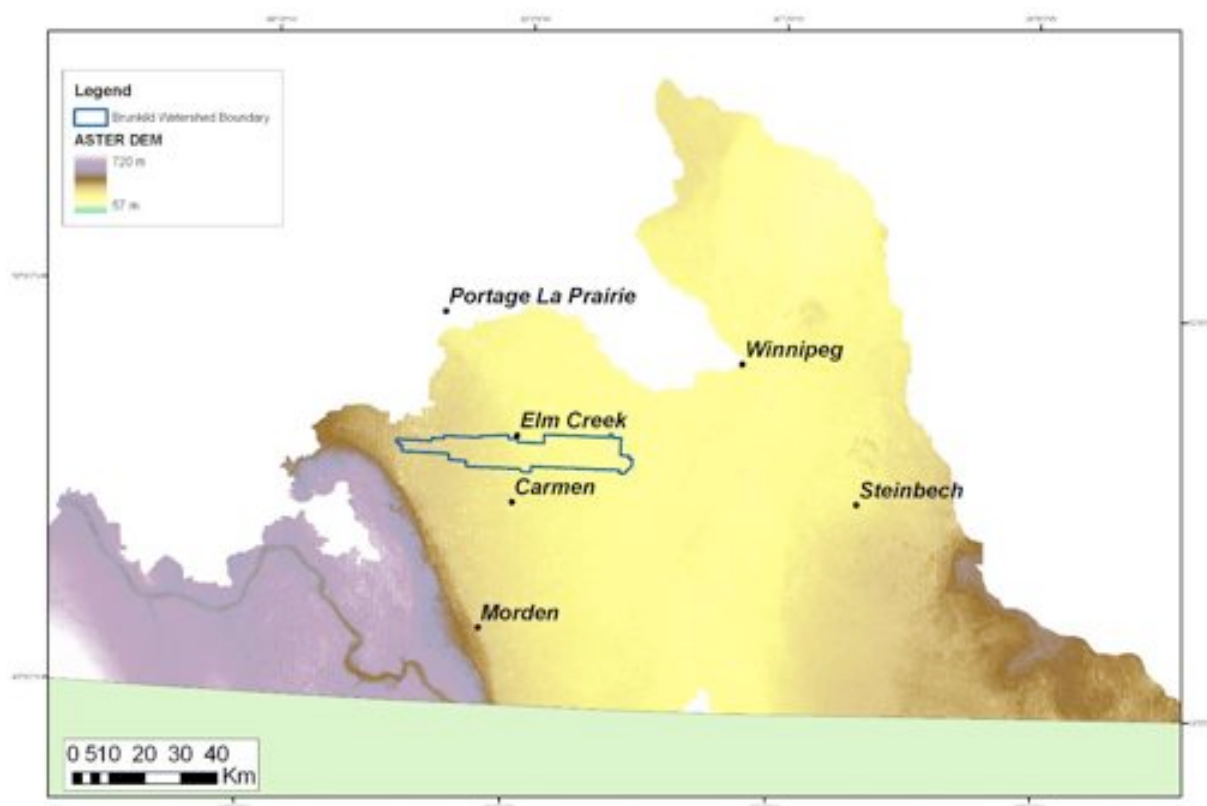 Legend
Brunkild Watershed Boundary
ASTER DEM
720 m
57 m
Portage La Prairie
Winnipeg
Elm Creek
Carmen
Steinbech
Morden
0 510 20 30 40
Km